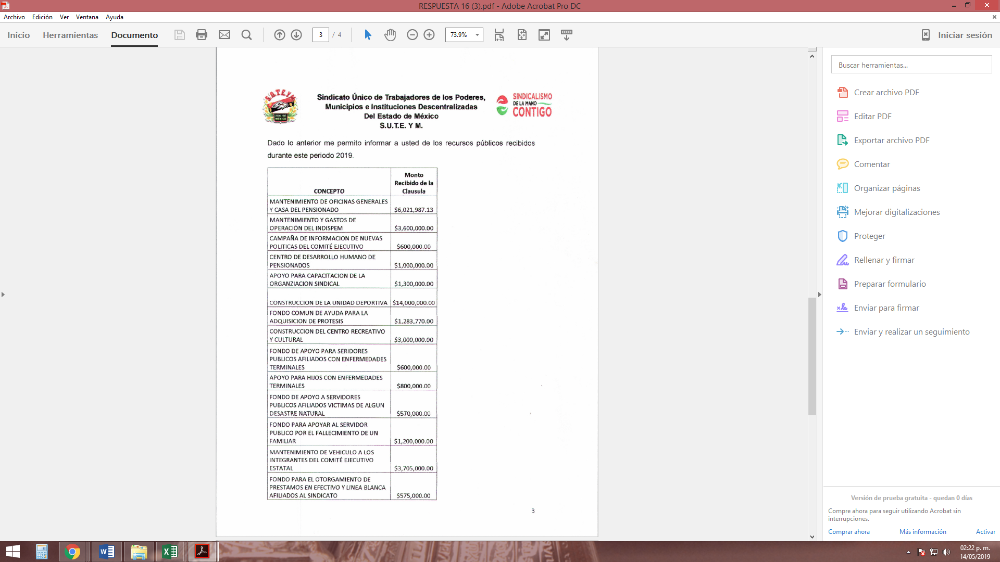 RESPUESTA 16 (3).pdf - Adobe Acrobat Pro DC
Archivo Edición Ver Ventana Ayuda
Inicio Herramientas Documento 3 / 4 73.9% Iniciar sesión
Buscar herramientas...
Crear archivo PDF
Editar PDF
Exportar archivo PDF
Comentar
Organizar páginas
Mejorar digitalizaciones
Proteger
Rellenar y firmar
Preparar formulario
Enviar para firmar
Enviar y realizar un seguimiento
S.U.T.E.Y.M.
EDO. DE
MÉXICO
Sindicato Único de Trabajadores de los Poderes,
Municipios e Instituciones Descentralizadas
Del Estado de México
S.U.T.E. Y M.
SINDICALISMO
DE LA MANO
CONTIGO
Dado lo anterior me permito informar a usted de los recursos públicos recibidos
durante este periodo 2019.
CONCEPTO
Monto
Recibido de la
Clausula
MANTENIMIENTO DE OFICINAS GENERALES
Y CASA DEL PENSIONADO $6,021,987.13
MANTENIMIENTO Y GASTOS DE
OPERACIÓN DEL INDISPEM $3,600,000.00
CAMPAÑA DE INFORMACION DE NUEVAS
POLITICAS DEL COMITÉ EJECUTIVO $600,000.00
CENTRO DE DESARROLLO HUMANO DE
PENSIONADOS $1,000,000.00
APOYO PARA CAPACITACION DE LA
ORGANZIACION SINDICAL $1,300,000.00
CONSTRUCCION DE LA UNIDAD DEPORTIVA $14,000,000.00
FONDO COMUN DE AYUDA PARA LA
ADQUISICION DE PROTESIS $1,283,770.00
CONSTRUCCION DEL CENTRO RECREATIVO
Y CULTURAL $3,000,000.00
FONDO DE APOYO PARA SERIDORES
PUBLICOS AFILIADOS CON ENFERMEDADES
TERMINALES $600,000.00
APOYO PARA HIJOS CON ENFERMEDADES
TERMINALES $800,000.00
FONDO DE APOYO A SERVIDORES
PUBLICOS AFILIADOS VICTIMAS DE ALGUN
DESASTRE NATURAL $570,000.00
FONDO PARA APOYAR AL SERVIDOR
PUBLICO POR EL FALLECIMIENTO DE UN
FAMILIAR $1,200,000.00
MANTENIMIENTO DE VEHICULO A LOS
INTEGRANTES DEL COMITÉ EJECUTIVO
ESTATAL $3,705,000.00
FONDO PARA EL OTORGAMIENTO DE
PRESTAMOS EN EFECTIVO Y LINEA BLANCA
AFILIADOS AL SINDICATO $575,000.00
3
Versión de prueba gratuita - quedan 0 días
Compre ahora para seguir utilizando Acrobat sin
interrupciones.
Comprar ahora Más información Activar
02:22 p. m.
14/05/2019